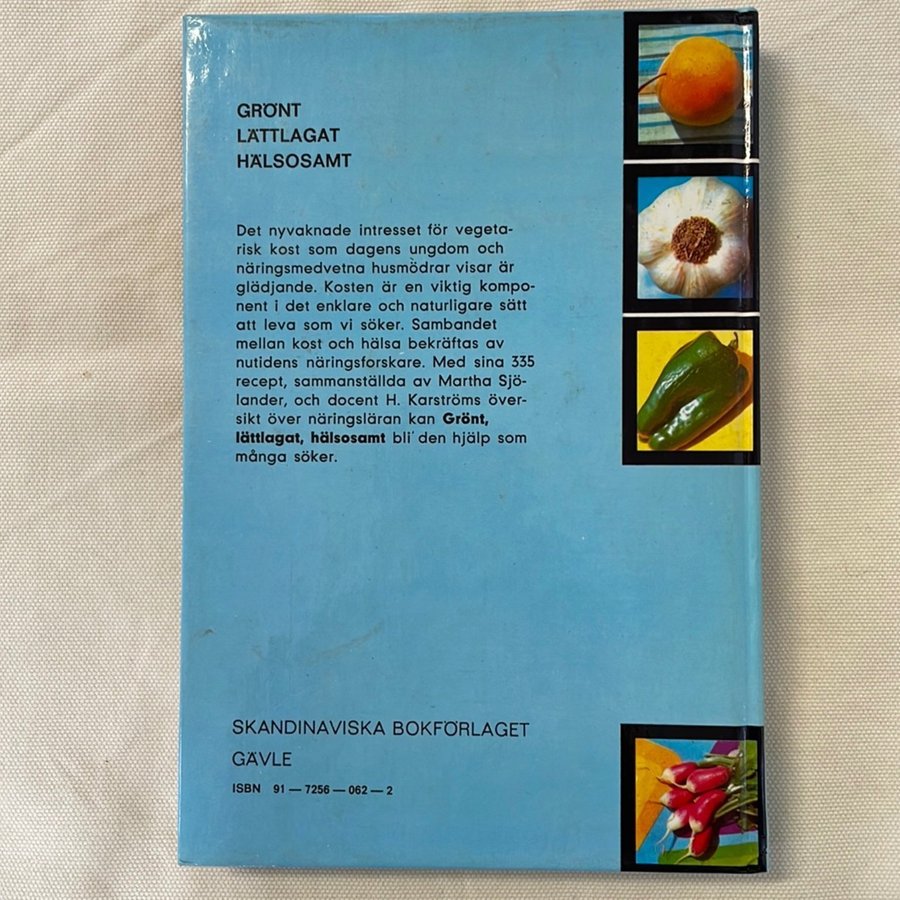 GRÖNT
LÄTTLAGAT
HÄLSOSAMT
Det nyvaknade intresset för vegeta-
risk kost som dagens ungdom och
näringsmedvetna husmödrar visar är
glädjande. Kosten är en viktig kompo-
nent i det enklare och naturligare sätt
att leva som vi söker. Sambandet
mellan kost och hälsa bekräftas av
nutidens näringsforskare. Med sina 335
recept, sammanställda av Martha Sjö-
lander, och docent H. Karströms över-
sikt över näringsläran kan Grönt,
lättlagat, hälsosamt bli den hjälp som
många söker.
SKANDINAVISKA BOKFÖRLAGET
GÄVLE
ISBN 91 — 7256 — 062 — 2